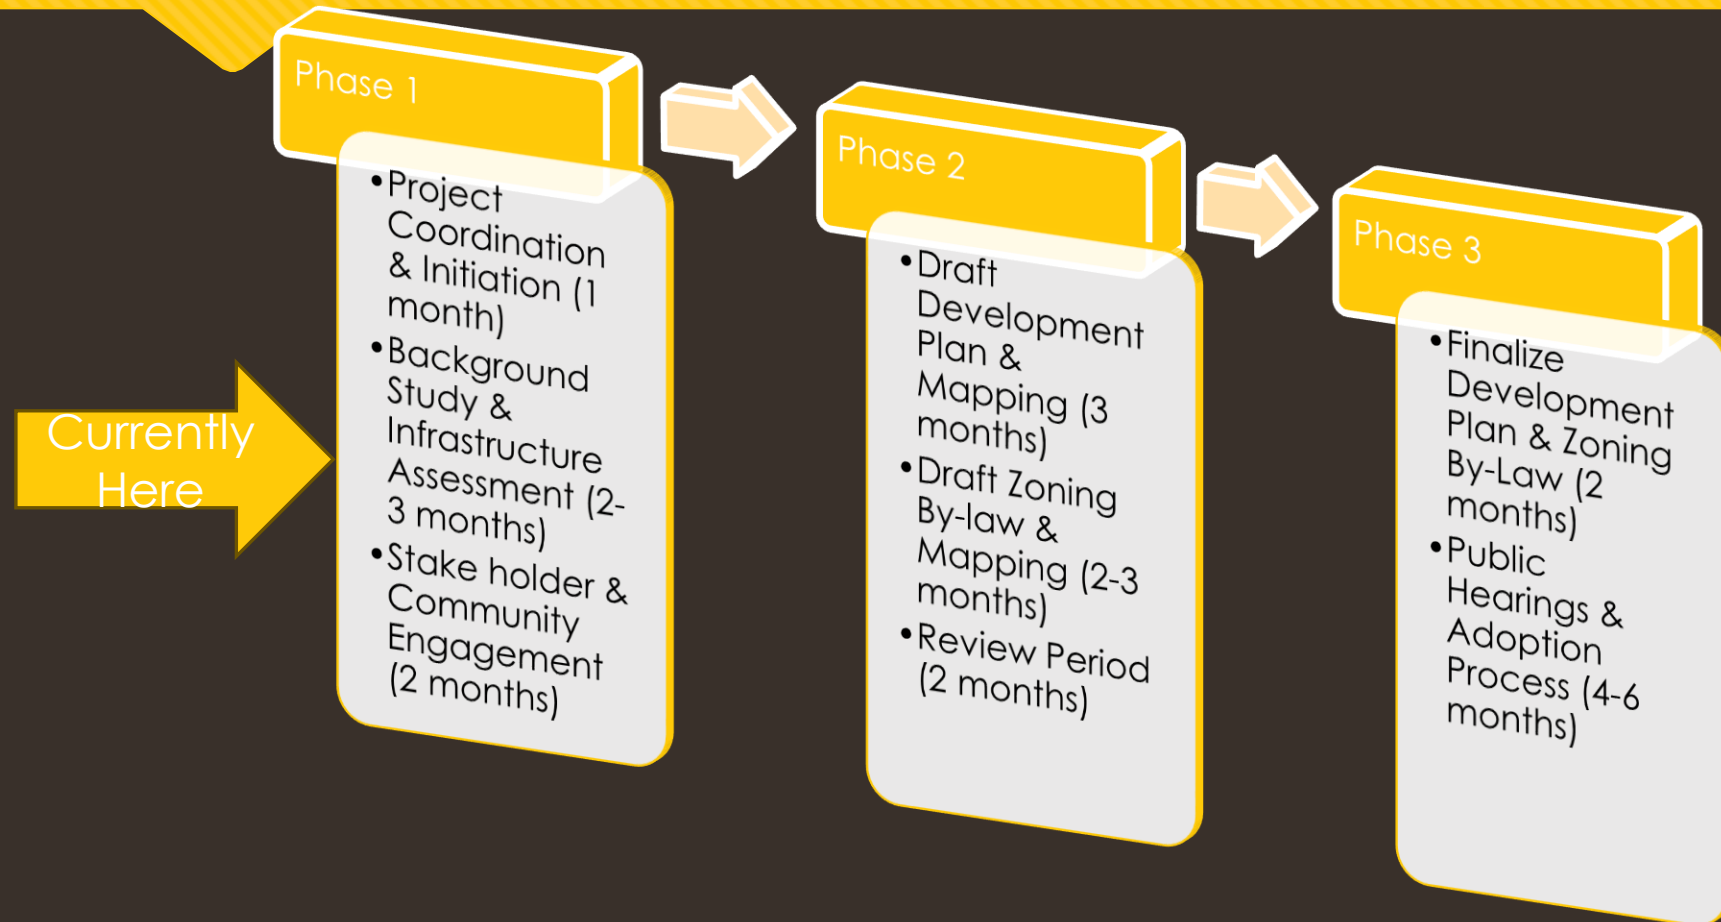 Phase 1
•Project
Coordination
& Initiation (1
month)
•Background
Study &
Infrastructure
Assessment (2-
3 months)
•Stake holder &
Community
Engagement
(2 months)
Currently
Here
Phase 2
•Draft
Development
Plan &
Mapping (3
months)
•Draft Zoning
By-law &
Mapping (2-3
months)
•Review Period
(2 months)
Phase 3
•Finalize
Development
Plan & Zoning
By-Law (2
months)
•Public
Hearings &
Adoption
Process (4-6
months)